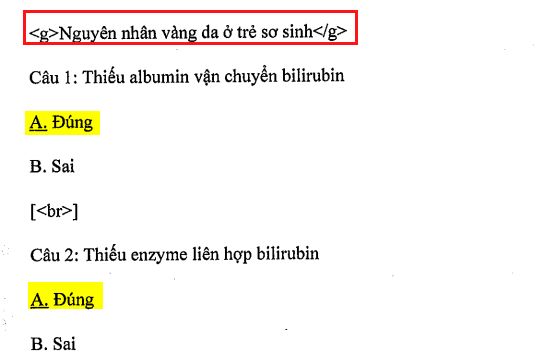 <g>Nguyên nhân vàng da ở trẻ sơ sinh</g>
Câu 1: Thiếu albumin vận chuyển bilirubin
A. Đúng
B. Sai
[<br>]
Câu 2: Thiếu enzyme liên hợp bilirubin
A. Đúng
B. Sai